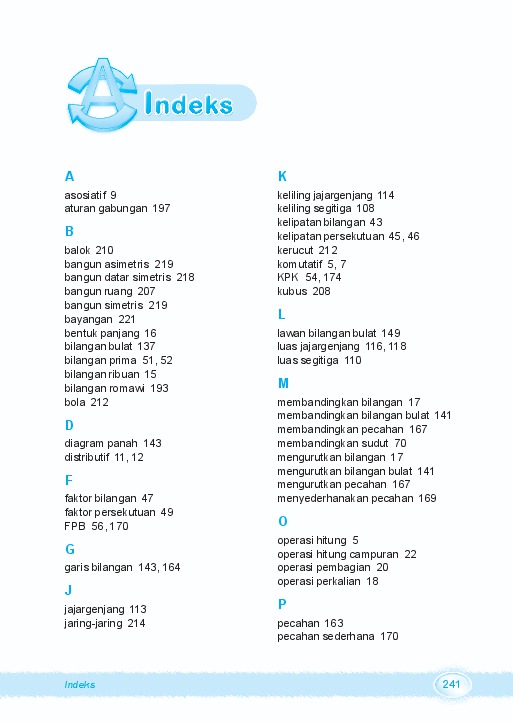 A
Indeks
A
asosiatif 9
aturan gabungan 197
B
balok 210
bangun asimetris 219
bangun datar simetris 218
bangun ruang 207
bangun simetris 219
bayangan 221
bentuk panjang 16
bilangan bulat 137
bilangan prima 51, 52
bilangan ribuan 15
bilangan romawi 193
bola 212
D
diagram panah 143
distributif 11, 12
F
faktor bilangan 47
faktor persekutuan 49
FPB 56, 170
G
garis bilangan 143, 164
J
jajargenjang 113
jaring-jaring 214
K
keliling jajargenjang 114
keliling segitiga 108
kelipatan bilangan 43
kelipatan persekutuan 45, 46
kerucut 212
komutatif 5, 7
KPK 54, 174
kubus 208
L
lawan bilangan bulat 149
luas jajargenjang 116, 118
luas segitiga 110
M
membandingkan bilangan 17
membandingkan bilangan bulat 141
membandingkan pecahan 167
membandingkan sudut 70
mengurutkan bilangan 17
mengurutkan bilangan bulat 141
mengurutkan pecahan 167
menyederhanakan pecahan 169
O
operasi hitung 5
operasi hitung campuran 22
operasi pembagian 20
operasi perkalian 18
P
pecahan 163
pecahan sederhana 170
Indeks
241